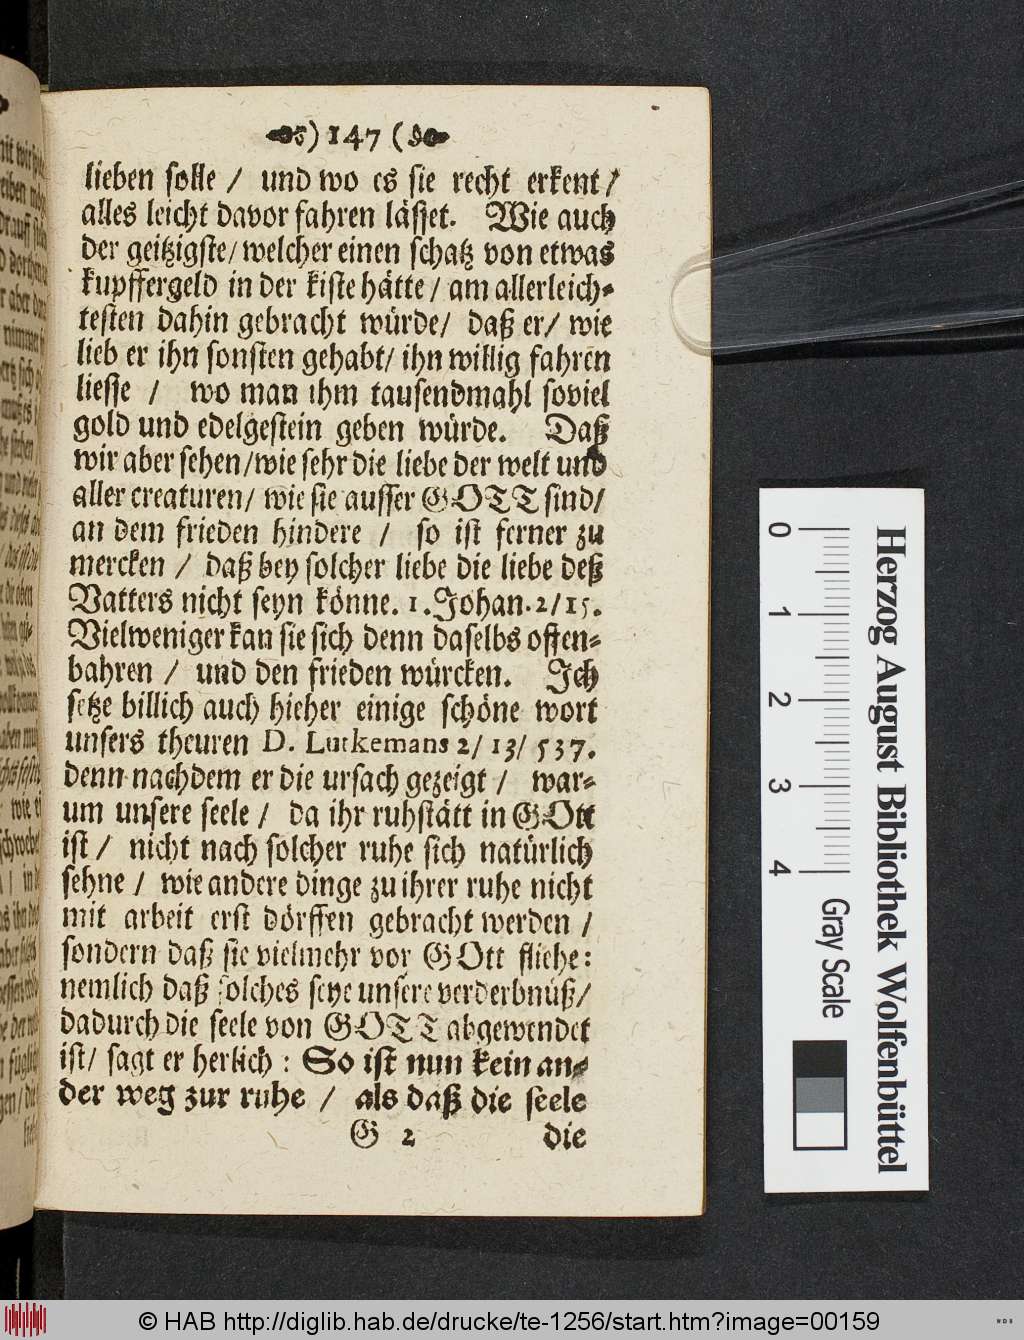 ) 147 (
lieben solle / und wo es sie recht erkent /
alles leicht davor fahren lässet. Wie auch
der geitzigste / welcher einen schatz von etwas
kupffergeld in der kiste hätte / am allerleich-
testen dahin gebracht würde / daß er / wie
lieb er ihn sonsten gehabt / ihn willig fahren
liesse / wo man ihm tausendmahl soviel
gold und edelgestein geben würde. Daß
wir aber sehen / wie sehr die liebe der welt und
aller creaturen / wie sie ausser GOTT sind /
an dem frieden hindere / so ist ferner zu
mercken / daß bey solcher liebe die liebe deß
Vatters nicht seyn könne. 1. Johan. 2 / 15.
Vielweniger kan sie sich denn daselbs offen-
bahren / und den frieden würcken. Ich
setze billich auch hieher einige schöne wort
unsers theuren D. Lutkemans 2 / 13 / 537.
denn nachdem er die ursach gezeigt / war-
um unsere seele / da ihr ruhstätt in GOtt
ist / nicht nach solcher ruhe sich natürlich
sehne / wie andere dinge zu ihrer ruhe nicht
mit arbeit erst dörffen gebracht werden /
sondern daß sie vielmehr vor GOtt fliehe:
nemlich daß solches seye unsere verderbnüß /
dadurch die seele von GOTT abgewendet
ist / sagt er herlich : So ist nun kein an-
der weg zur ruhe / als daß die seele
G 2 die
0 1 2 3 4
Gray Scale
Herzog August Bibliothek Wolfenbüttel
© HAB http://diglib.hab.de/drucke/te-1256/start.htm?image=00159